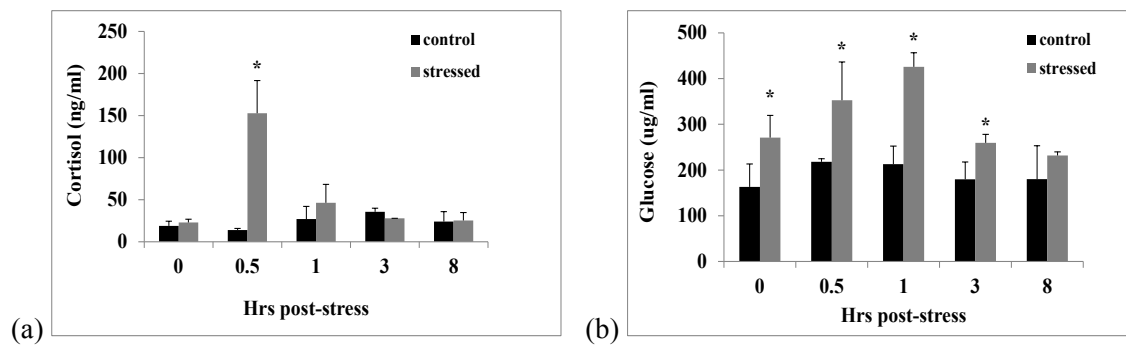 250
200
150
100
50
0
Cortisol (ng/ml)
control
stressed
*
0 0.5 1 3 8
Hrs post-stress
(a)
500
400
300
200
100
0
Glucose (ug/ml)
control
stressed
* * * *
0 0.5 1 3 8
Hrs post-stress
(b)